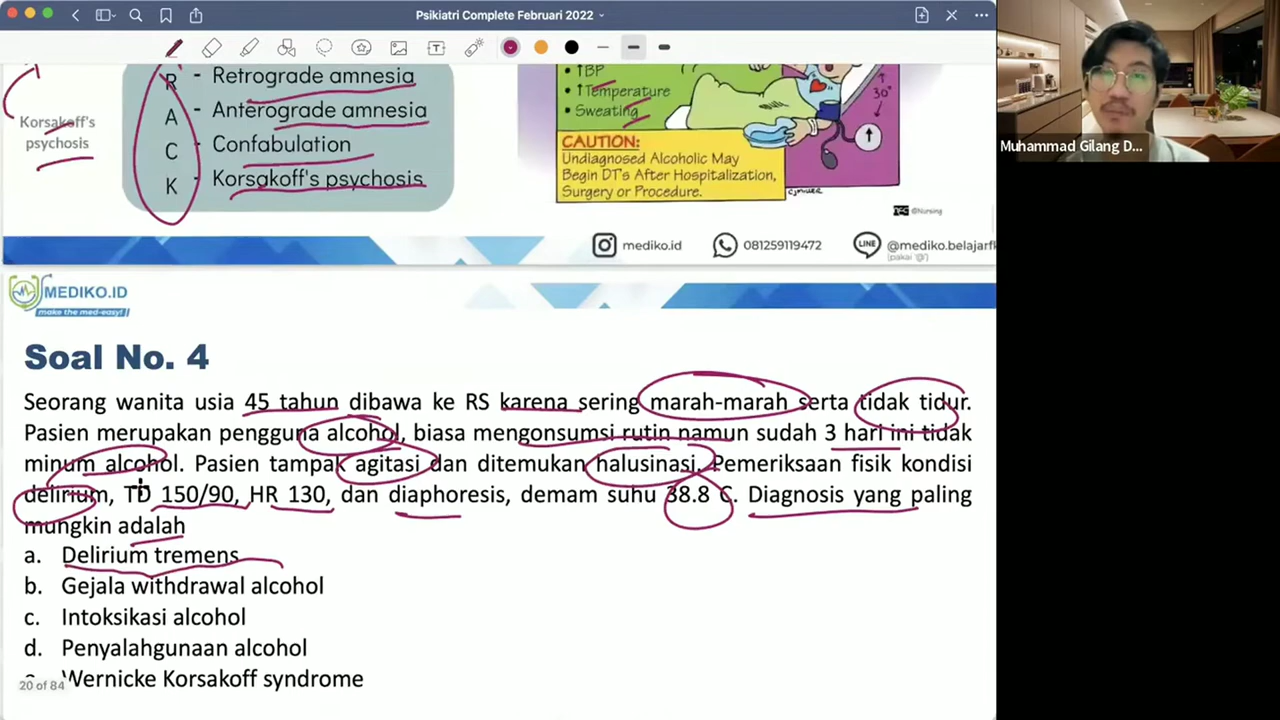 Psikiatri Complete Februari 2022
R - Retrograde amnesia
A - Anterograde amnesia
C - Confabulation
K - Korsakoff's psychosis
Korsakoff's
psychosis
• ↑BP
• ↑Temperature
• Sweating
30°
CAUTION:
Undiagnosed Alcoholic May
Begin DT's After Hospitalization,
Surgery or Procedure.
@Nursing
mediko.id
081259119472
LINE
@mediko.belajarfk
(pakai '@')
Muhammad Gilang D...
MEDIKO.ID
make the med-easy!
Soal No. 4
Seorang wanita usia 45 tahun dibawa ke RS karena sering marah-marah serta tidak tidur.
Pasien merupakan pengguna alcohol, biasa mengonsumsi rutin namun sudah 3 hari ini tidak
minum alcohol. Pasien tampak agitasi dan ditemukan halusinasi. Pemeriksaan fisik kondisi
delirium, TD 150/90, HR 130, dan diaphoresis, demam suhu 38.8 C. Diagnosis yang paling
mungkin adalah
a. Delirium tremens
b. Gejala withdrawal alcohol
c. Intoksikasi alcohol
d. Penyalahgunaan alcohol
Wernicke Korsakoff syndrome
20 of 84